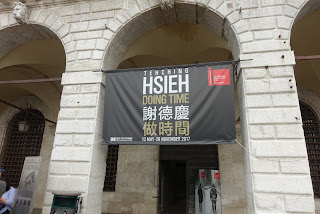 TEHCHING
HSIEH
DOING TIME
謝德慶
做時間
13 MAY-26 NOVEMBER 2017